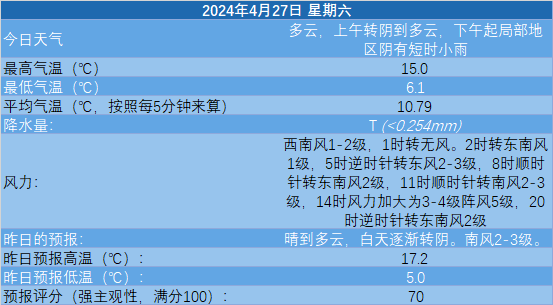 2024年4月27日 星期六
今日天气
多云，上午转阴到多云，下午起局部地
区阴有短时小雨
最高气温（℃）
15.0
最低气温（℃）
6.1
平均气温（℃，按照每5分钟来算）
10.79
降水量：
T (<0.254mm)
风力：
西南风1-2级，1时转无风。2时转东南风
1级，5时逆时针转东风2-3级，8时顺
时针转东南风2级，11时顺时针转南风2-3
级，14时风力加大为3-4级阵风5级，20
时逆时针转东南风2级
昨日的预报：
晴到多云，白天逐渐转阴。南风2-3级。
昨日预报高温（℃）：
17.2
昨日预报低温（℃）
5.0
预报评分（强主观性，满分100）：
70